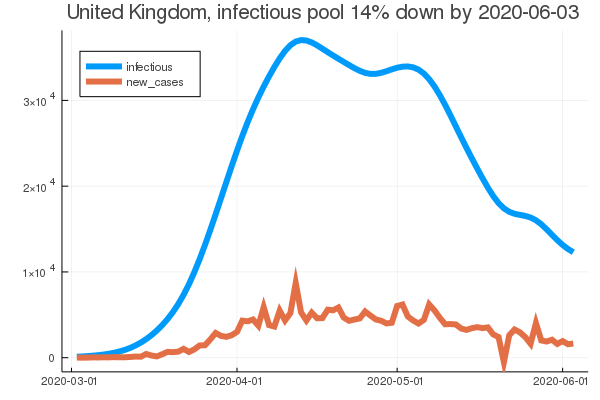 United Kingdom, infectious pool 14% down by 2020-06-03
infectious
new_cases
3×10 4
2×10 4
1×10 4
0
2020-03-01 2020-04-01 2020-05-01 2020-06-01